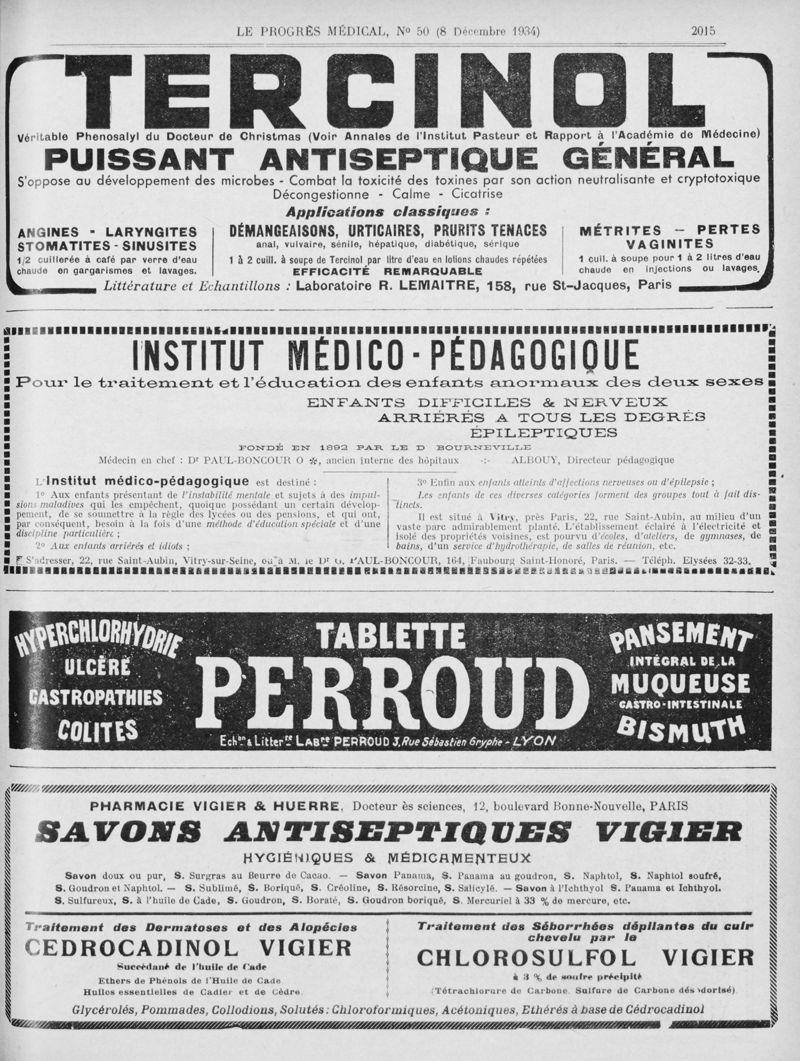 LE PROGRÈS MÉDICAL, No 50 (8 Décembre 1934) 2015
TERCINOL
Véritable Phenosalyl du Docteur de Christmas (Voir Annales de l'Institut Pasteur et Rapport à l'Académie de Médecine)
PUISSANT ANTISEPTIQUE GÉNÉRAL
S'oppose au développement des microbes - Combat la toxicité des toxines par son action neutralisante et cryptotoxique
Décongestionne - Calme - Cicatrise
Applications classiques :
ANGINES - LARYNGITES
STOMATITES - SINUSITES
1/2 cuillerée à café par verre d'eau
chaude en gargarismes et lavages.
DÉMANGEAISONS, URTICAIRES, PRURITS TENACES
anal, vulvaire, sénile, hépatique, diabétique, sérique
1 à 2 cuill. à soupe de Tercinol par litre d'eau en lotions chaudes répétées
EFFICACITÉ REMARQUABLE
MÉTRITES — PERTES
VAGINITES
1 cuil. à soupe pour 1 à 2 litres d'eau
chaude en injections ou lavages.
Littérature et Echantillons : Laboratoire R. LEMAITRE, 158, rue St-Jacques, Paris
INSTITUT MÉDICO-PÉDAGOGIQUE
Pour le traitement et l'éducation des enfants anormaux des deux sexes
ENFANTS DIFFICILES & NERVEUX
ARRIÉRÉS A TOUS LES DEGRÉS
ÉPILEPTIQUES
FONDÉ EN 1892 PAR LE D BOURNEVILLE
Médecin en chef : Dr PAUL-BONCOUR O ✻, ancien interne des hôpitaux -:- ALBOUY, Directeur pédagogique
L'Institut médico-pédagogique est destiné :
1o Aux enfants présentant de l'instabilité mentale et sujets à des impul-
sions maladives qui les empêchent, quoique possédant un certain dévelop-
pement, de se soumettre à la règle des lycées ou des pensions, et qui ont,
par conséquent, besoin à la fois d'une méthode d'éducation spéciale et d'une
discipline particulière ;
2o Aux enfants arriérés et idiots ;
3o Enfin aux enfants atteints d'affections nerveuses ou d'épilepsie ;
Les enfants de ces diverses catégories forment des groupes tout à fait dis-
tincts.
Il est situé à Vitry, près Paris, 22, rue Saint-Aubin, au milieu d'un
vaste parc admirablement planté. L'établissement éclairé à l'électricité et
isolé des propriétés voisines, est pourvu d'écoles, d'ateliers, de gymnases, de
bains, d'un service d'hydrothérapie, de salles de réunion, etc.
S'adresser, 22, rue Saint-Aubin, Vitry-sur-Seine, ou à M. le Dr G. PAUL-BONCOUR, 164, Faubourg Saint-Honoré, Paris. — Téléph. Elysées 32-33.
HYPERCHLORHYDRIE
ULCÈRE
GASTROPATHIES
COLITES
TABLETTE
PERROUD
Echon & Litterre LABre PERROUD 3, Rue Sébastien Gryphe - LYON
PANSEMENT
INTÉGRAL DE LA
MUQUEUSE
GASTRO-INTESTINALE
BISMUTH
PHARMACIE VIGIER & HUERRE, Docteur ès sciences, 12, boulevard Bonne-Nouvelle, PARIS
SAVONS ANTISEPTIQUES VIGIER
HYGIÉNIQUES & MÉDICAMENTEUX
Savon doux ou pur, S. Surgras au Beurre de Cacao. — Savon Panama, S. Panama au goudron, S. Naphtol, S. Naphtol soufré,
S. Goudron et Naphtol. — S. Sublimé, S. Boriqué, S. Créoline, S. Résorcine, S. Salicylé. — Savon à l'Ichthyol S. Panama et Ichthyol.
S. Sulfureux, S. à l'huile de Cade, S. Goudron, S. Boraté, S. Goudron boriqué, S. Mercuriel à 33 % de mercure, etc.
Traitement des Dermatoses et des Alopécies
CEDROCADINOL VIGIER
Succédané de l'huile de Cade
Ethers de Phénols de l'Huile de Cade
Huiles essentielles de Cadier et de Cèdre
Traitement des Séborrhées dépilantes du cuir
chevelu par le
CHLOROSULFOL VIGIER
à 3 % de soufre précipité
(Tétrachlorure de Carbone, Sulfure de Carbone désodorisé).
Glycérolés, Pommades, Collodions, Solutés : Chloroformiques, Acétoniques, Ethérés à base de Cédrocadinol